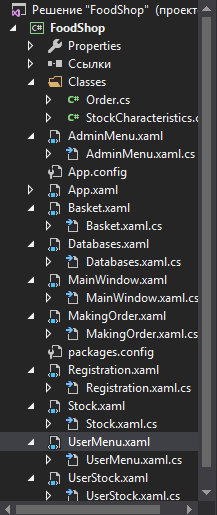 Решение "FoodShop" (проект
FoodShop
Properties
Ссылки
Classes
C# Order.cs
C# StockCharacteristics.c
AdminMenu.xaml
AdminMenu.xaml.cs
App.config
App.xaml
Basket.xaml
Basket.xaml.cs
Databases.xaml
Databases.xaml.cs
MainWindow.xaml
MainWindow.xaml.cs
MakingOrder.xaml
MakingOrder.xaml.cs
packages.config
Registration.xaml
Registration.xaml.cs
Stock.xaml
Stock.xaml.cs
UserMenu.xaml
UserMenu.xaml.cs
UserStock.xaml
UserStock.xaml.cs